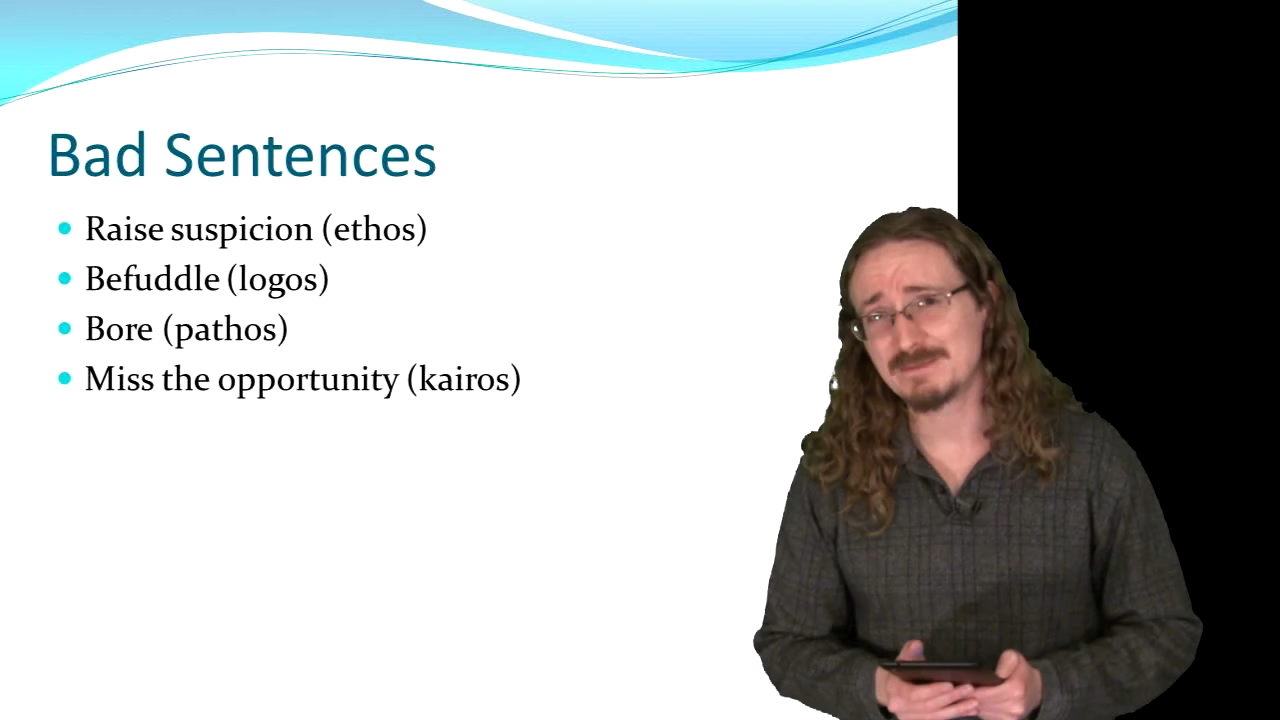 Bad Sentences
Raise suspicion (ethos)
Befuddle (logos)
Bore (pathos)
Miss the opportunity (kairos)